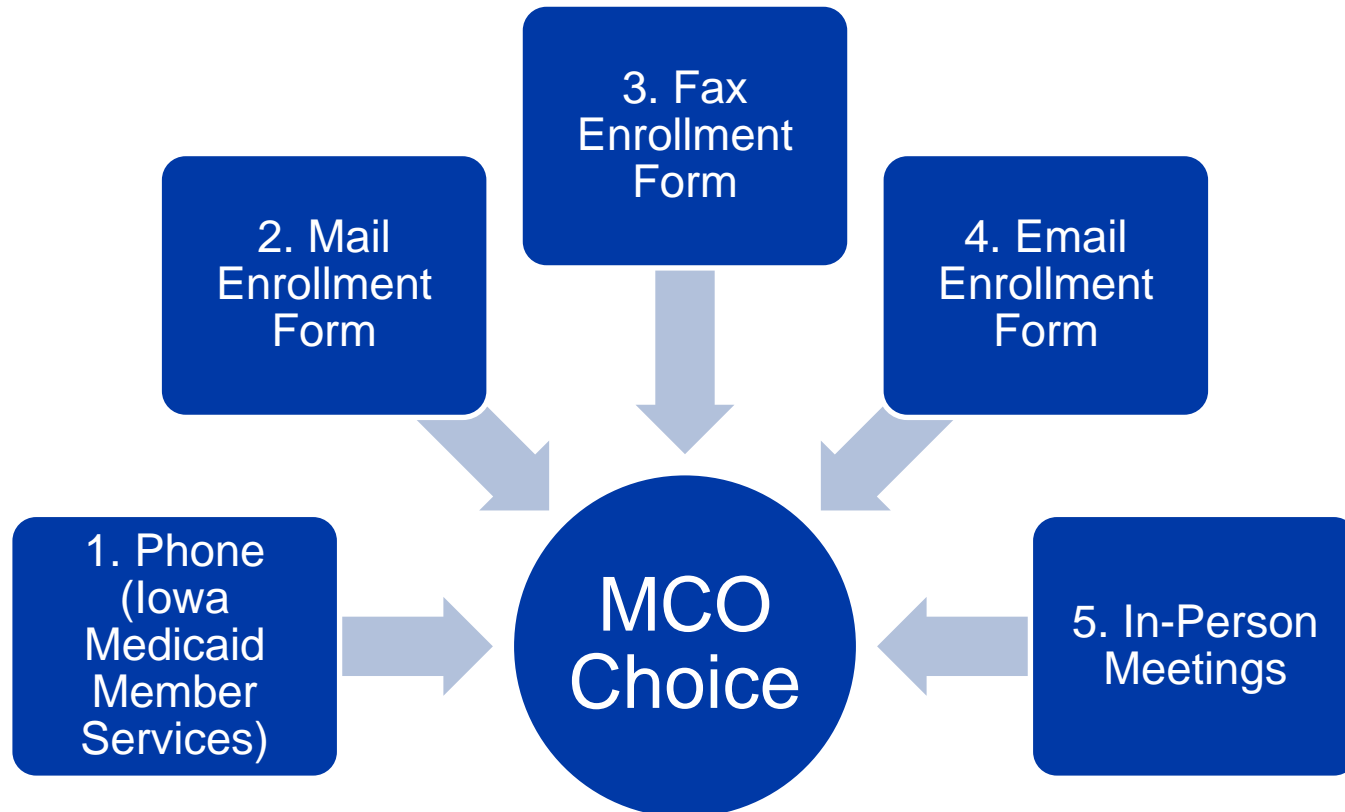 1. Phone
(Iowa
Medicaid
Member
Services)
2. Mail
Enrollment
Form
3. Fax
Enrollment
Form
4. Email
Enrollment
Form
5. In-Person
Meetings
MCO
Choice